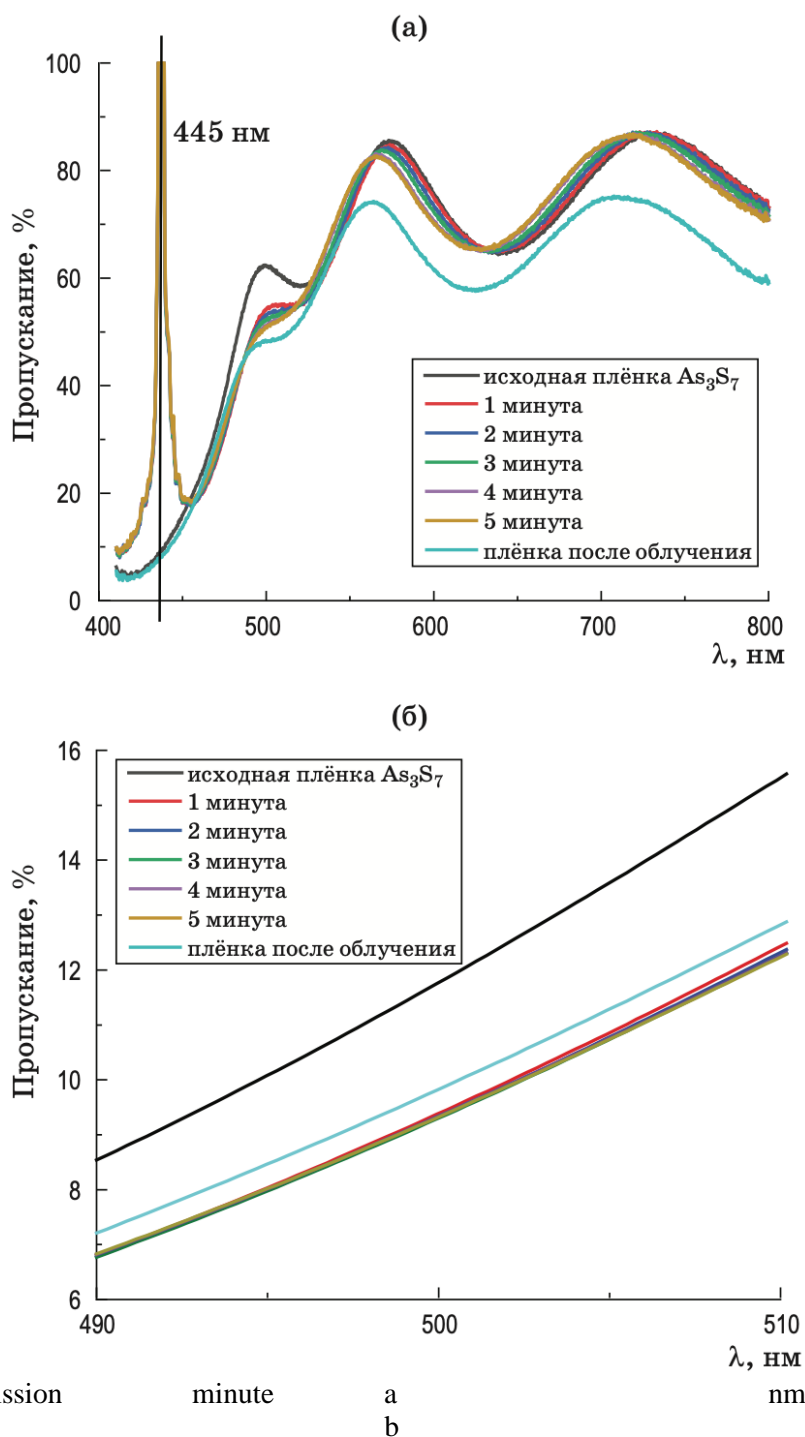 (а)
Пропускание, %
100
80
60
40
20
0
445 нм
исходная плёнка As₃S₇
1 минута
2 минута
3 минута
4 минута
5 минута
плёнка после облучения
400
500
600
700
800
λ, нм
(б)
Пропускание, %
16
14
12
10
8
6
исходная плёнка As₃S₇
1 минута
2 минута
3 минута
4 минута
5 минута
плёнка после облучения
490
500
510
λ, нм
ssion minute a nm
b